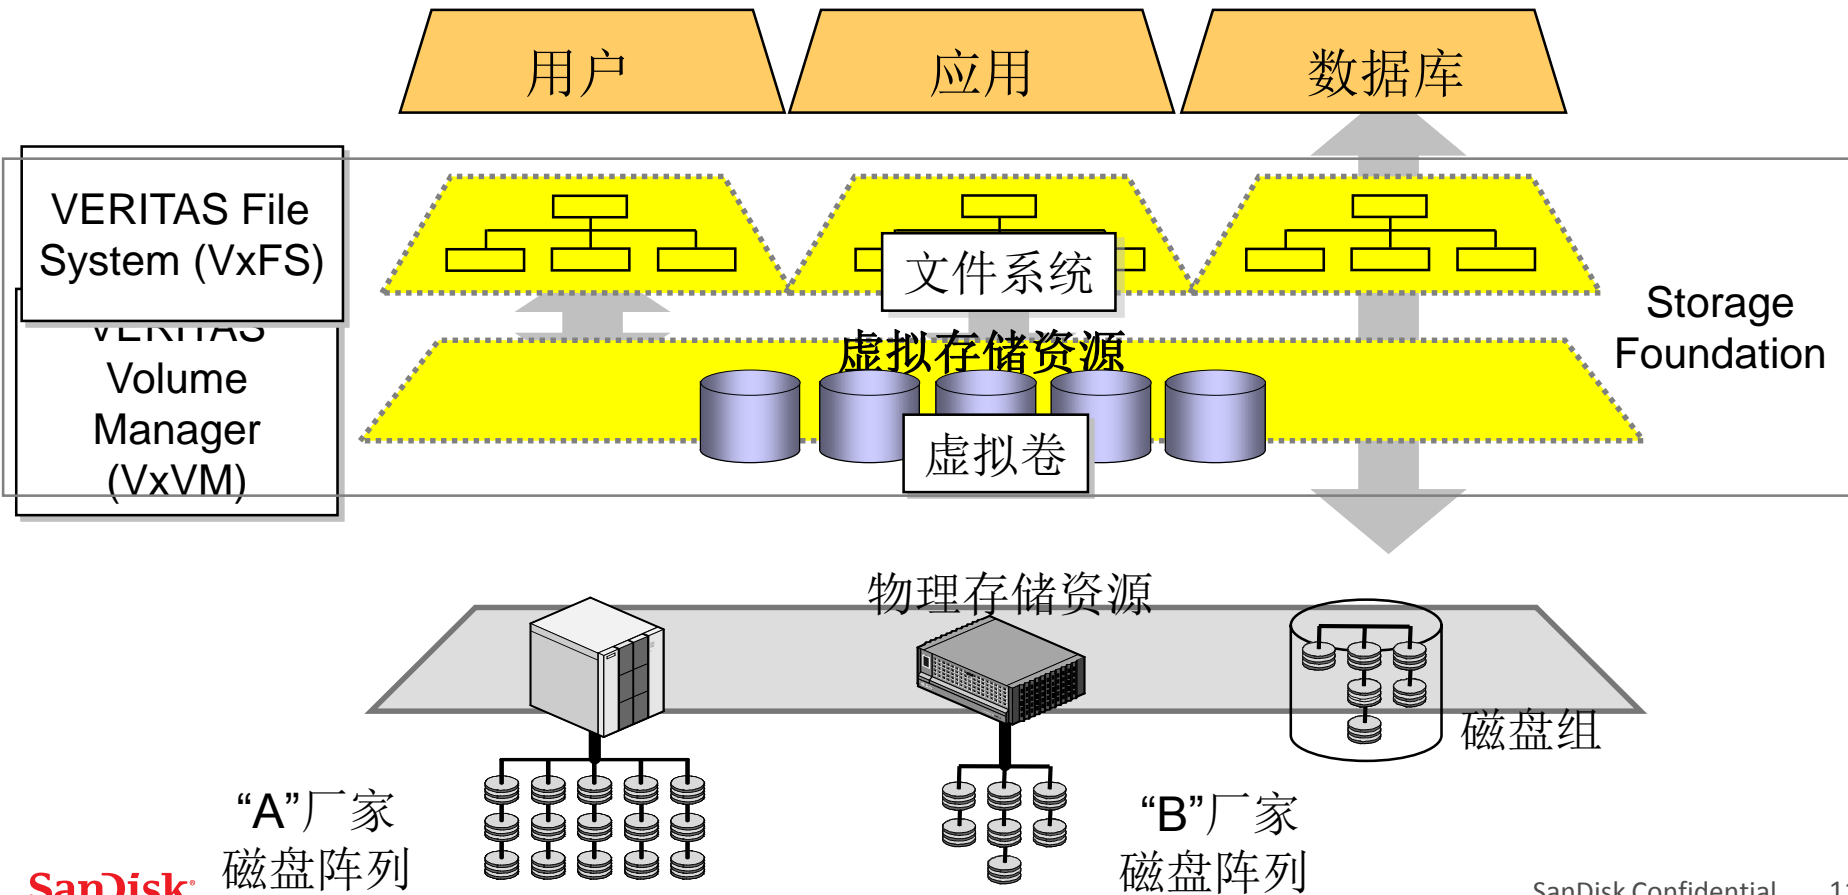 用户
应用
数据库
VERITAS File
System (VxFS)
VERITAS
Volume
Manager
(VxVM)
文件系统
虚拟存储资源
虚拟卷
Storage
Foundation
物理存储资源
磁盘组
“A”厂家
磁盘阵列
“B”厂家
磁盘阵列
SanDisk
SanDisk Confidential